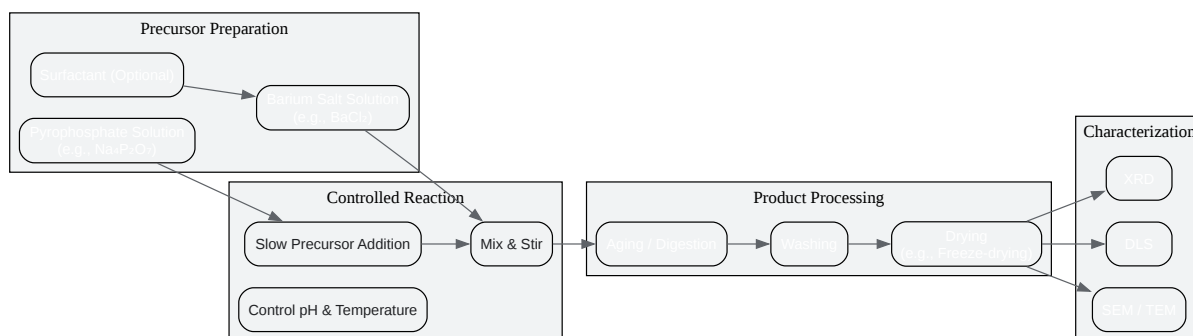 Precursor Preparation
Surfactant (Optional)
Barium Salt Solution
(e.g., BaCl₂)
Pyrophosphate Solution
(e.g., Na₄P₂O₇)
Controlled Reaction
Slow Precursor Addition
Mix & Stir
Control pH & Temperature
Product Processing
Aging / Digestion
Washing
Drying
(e.g., Freeze-drying)
Characterization
XRD
DLS
SEM / TEM